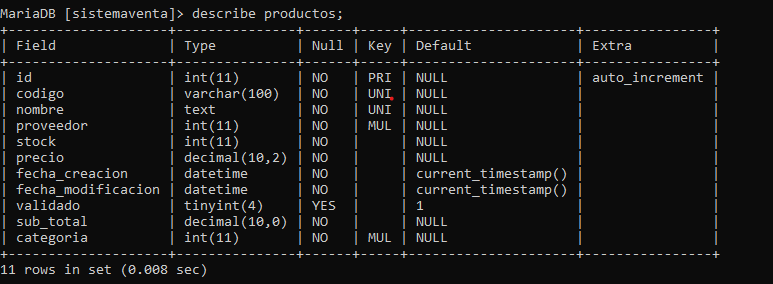 MariaDB [sistemaventa]> describe productos;
+--------------------+---------------+------+-----+---------------------+----------------+
| Field              | Type          | Null | Key | Default             | Extra          |
+--------------------+---------------+------+-----+---------------------+----------------+
| id                 | int(11)       | NO   | PRI | NULL                | auto_increment |
| codigo             | varchar(100)  | NO   | UNI | NULL                |                |
| nombre             | text          | NO   | UNI | NULL                |                |
| proveedor          | int(11)       | NO   | MUL | NULL                |                |
| stock              | int(11)       | NO   |     | NULL                |                |
| precio             | decimal(10,2) | NO   |     | NULL                |                |
| fecha_creacion     | datetime      | NO   |     | current_timestamp() |                |
| fecha_modificacion | datetime      | NO   |     | current_timestamp() |                |
| validado           | tinyint(4)    | YES  |     | 1                   |                |
| sub_total          | decimal(10,0) | NO   |     | NULL                |                |
| categoria          | int(11)       | NO   | MUL | NULL                |                |
+--------------------+---------------+------+-----+---------------------+----------------+
11 rows in set (0.008 sec)